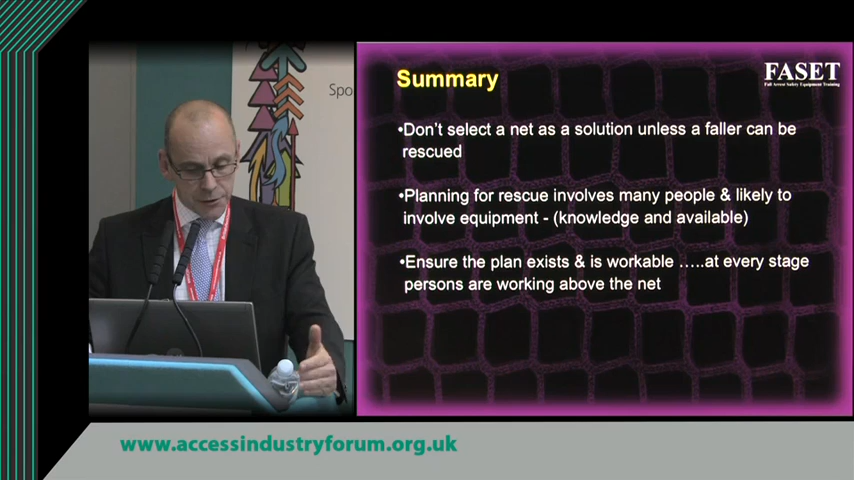 Spo
Summary
FASET
Fall Arrest Safety Equipment Training
•Don't select a net as a solution unless a faller can be
rescued
•Planning for rescue involves many people & likely to
involve equipment - (knowledge and available)
•Ensure the plan exists & is workable …..at every stage
persons are working above the net
www.accessindustryforum.org.uk